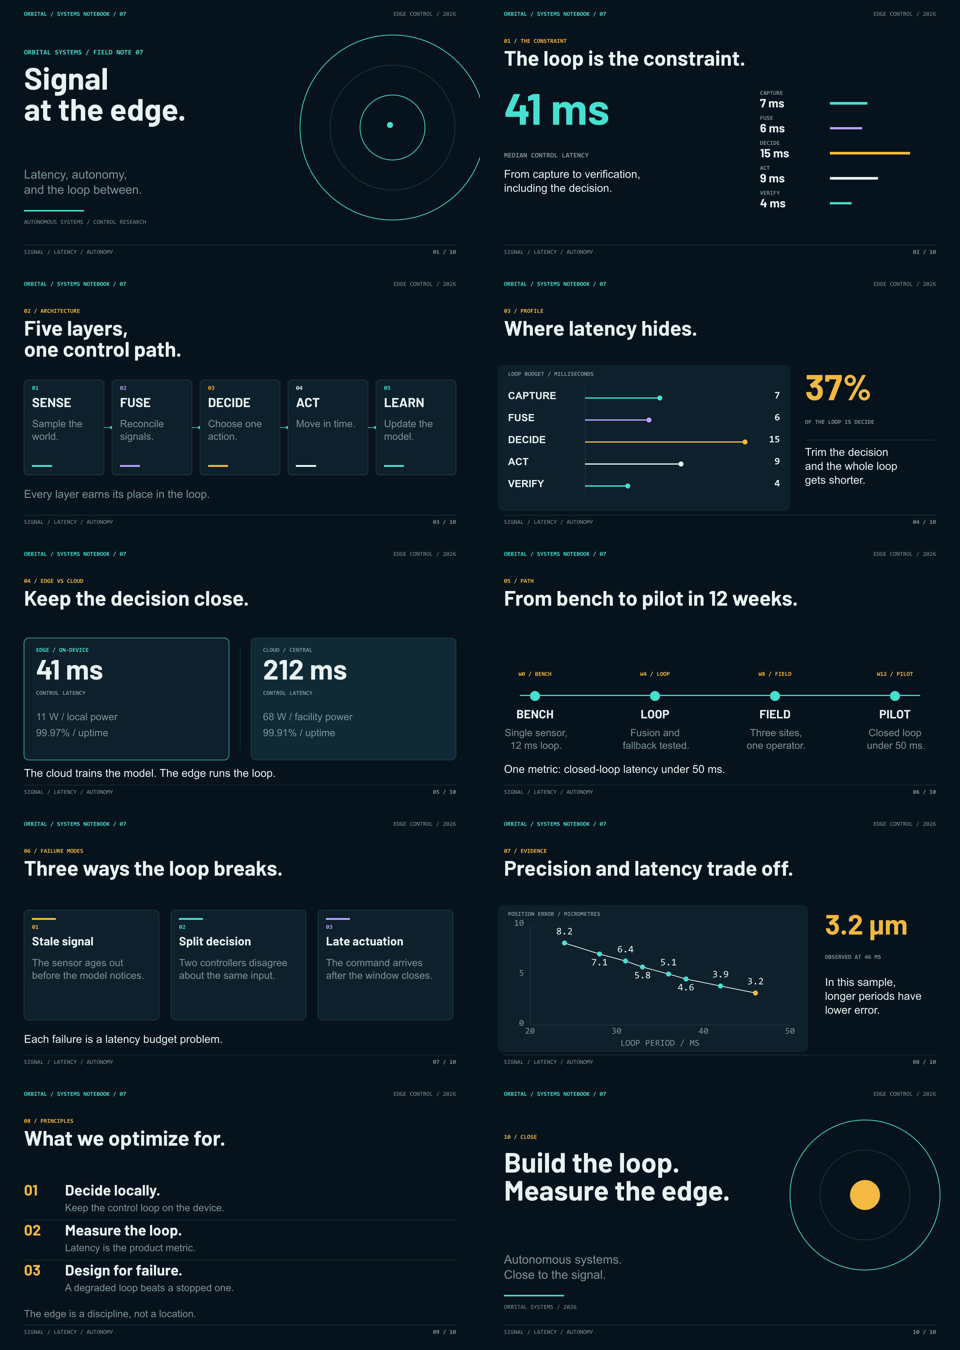 ORBITAL / SYSTEMS NOTEBOOK / 07
EDGE CONTROL / 2026
ORBITAL SYSTEMS / FIELD NOTE 07
Signal
at the edge.
Latency, autonomy,
and the loop between.
AUTONOMOUS SYSTEMS / CONTROL RESEARCH
SIGNAL / LATENCY / AUTONOMY
01 / 10
ORBITAL / SYSTEMS NOTEBOOK / 07
EDGE CONTROL / 2026
01 / THE CONSTRAINT
The loop is the constraint.
41 ms
MEDIAN CONTROL LATENCY
From capture to verification,
including the decision.
CAPTURE
7 ms
FUSE
6 ms
DECIDE
15 ms
ACT
9 ms
VERIFY
4 ms
SIGNAL / LATENCY / AUTONOMY
02 / 10
ORBITAL / SYSTEMS NOTEBOOK / 07
EDGE CONTROL / 2026
02 / ARCHITECTURE
Five layers,
one control path.
01
SENSE
Sample the
world.
02
FUSE
Reconcile
signals.
03
DECIDE
Choose one
action.
04
ACT
Move in time.
05
LEARN
Update the
model.
Every layer earns its place in the loop.
SIGNAL / LATENCY / AUTONOMY
03 / 10
ORBITAL / SYSTEMS NOTEBOOK / 07
EDGE CONTROL / 2026
03 / PROFILE
Where latency hides.
LOOP BUDGET / MILLISECONDS
CAPTURE 7
FUSE 6
DECIDE 15
ACT 9
VERIFY 4
37%
OF THE LOOP IS DECIDE
Trim the decision
and the whole loop
gets shorter.
SIGNAL / LATENCY / AUTONOMY
04 / 10
ORBITAL / SYSTEMS NOTEBOOK / 07
EDGE CONTROL / 2026
04 / EDGE VS CLOUD
Keep the decision close.
EDGE / ON-DEVICE
41 ms
CONTROL LATENCY
11 W / local power
99.97% / uptime
CLOUD / CENTRAL
212 ms
CONTROL LATENCY
68 W / facility power
99.91% / uptime
The cloud trains the model. The edge runs the loop.
SIGNAL / LATENCY / AUTONOMY
05 / 10
ORBITAL / SYSTEMS NOTEBOOK / 07
EDGE CONTROL / 2026
05 / PATH
From bench to pilot in 12 weeks.
W0 / BENCH
BENCH
Single sensor,
12 ms loop.
W4 / LOOP
LOOP
Fusion and
fallback tested.
W8 / FIELD
FIELD
Three sites,
one operator.
W12 / PILOT
PILOT
Closed loop
under 50 ms.
One metric: closed-loop latency under 50 ms.
SIGNAL / LATENCY / AUTONOMY
06 / 10
ORBITAL / SYSTEMS NOTEBOOK / 07
EDGE CONTROL / 2026
06 / FAILURE MODES
Three ways the loop breaks.
01
Stale signal
The sensor ages out
before the model notices.
02
Split decision
Two controllers disagree
about the same input.
03
Late actuation
The command arrives
after the window closes.
Each failure is a latency budget problem.
SIGNAL / LATENCY / AUTONOMY
07 / 10
ORBITAL / SYSTEMS NOTEBOOK / 07
EDGE CONTROL / 2026
07 / EVIDENCE
Precision and latency trade off.
POSITION ERROR / MICROMETRES
10
5
0
8.2
7.1
6.4
5.8
5.1
4.6
3.9
3.2
20 30 40 50
LOOP PERIOD / MS
3.2 µm
OBSERVED AT 46 MS
In this sample,
longer periods have
lower error.
SIGNAL / LATENCY / AUTONOMY
08 / 10
ORBITAL / SYSTEMS NOTEBOOK / 07
EDGE CONTROL / 2026
08 / PRINCIPLES
What we optimize for.
01
Decide locally.
Keep the control loop on the device.
02
Measure the loop.
Latency is the product metric.
03
Design for failure.
A degraded loop beats a stopped one.
The edge is a discipline, not a location.
SIGNAL / LATENCY / AUTONOMY
09 / 10
ORBITAL / SYSTEMS NOTEBOOK / 07
EDGE CONTROL / 2026
10 / CLOSE
Build the loop.
Measure the edge.
Autonomous systems.
Close to the signal.
ORBITAL SYSTEMS / 2026
SIGNAL / LATENCY / AUTONOMY
10 / 10